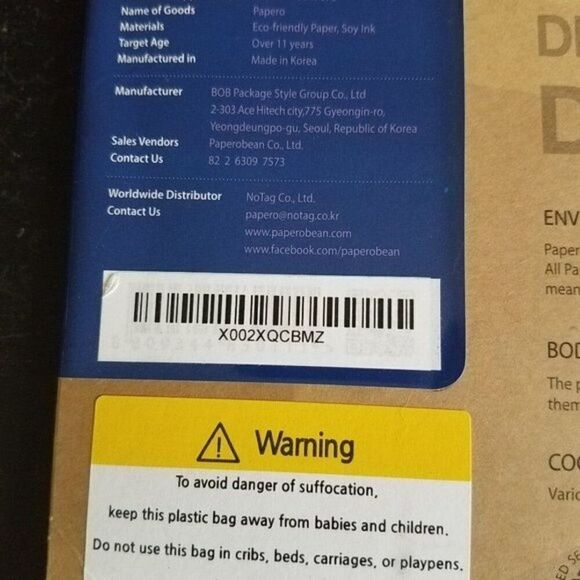 Name of Goods Papero
Materials Eco-friendly Paper, Soy Ink
Target Age Over 11 years
Manufactured in Made in Korea
Manufacturer BOB Package Style Group Co., Ltd
2-303 Ace Hitech city,775 Gyeongin-ro,
Yeongdeungpo-gu, Seoul, Republic of Korea
Sales Vendors Paperobean Co., Ltd.
Contact Us 82 2 6309 7573
Worldwide Distributor NoTag Co., Ltd.
Contact Us papero@notag.co.kr
www.paperobean.com
www.facebook.com/paperobean
X002XQCBMZ
Warning
To avoid danger of suffocation,
keep this plastic bag away from babies and children.
Do not use this bag in cribs, beds, carriages, or playpens.
D
ENV
Paper
All Pa
mean
BOD
The p
them
COO
Vario